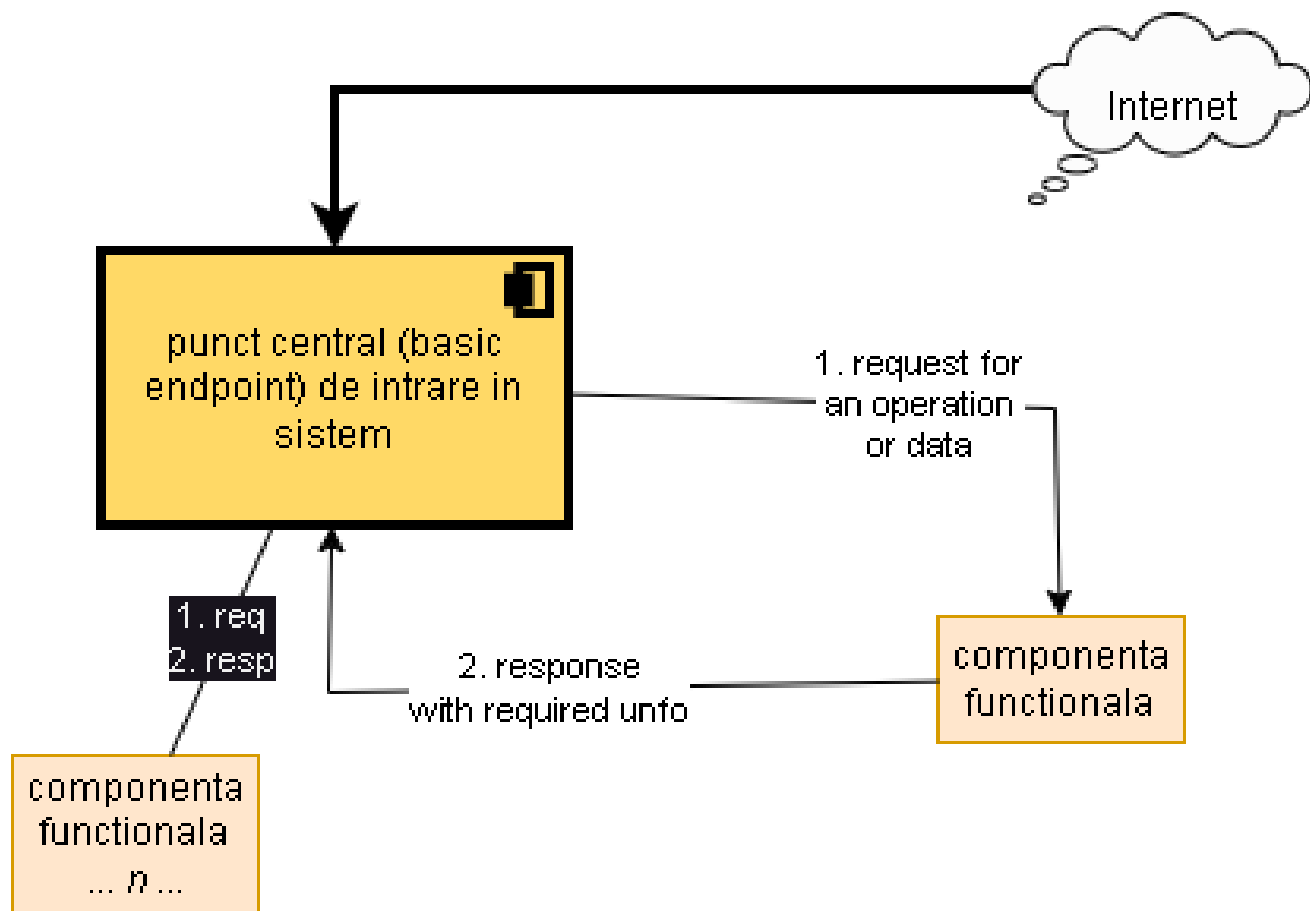 Internet
punct central (basic
endpoint) de intrare in
sistem
1. request for
an operation
or data
1. req
2. resp
2. response
with required unfo
componenta
functionala
componenta
functionala
... n ...